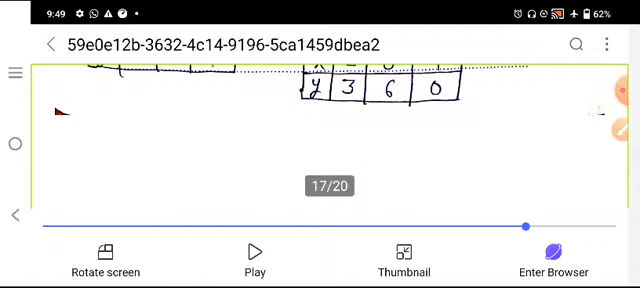 9:49 62%
59e0e12b-3632-4c14-9196-5ca1459dbea2
y 3 6 0
17/20
Rotate screen Play Thumbnail Enter Browser